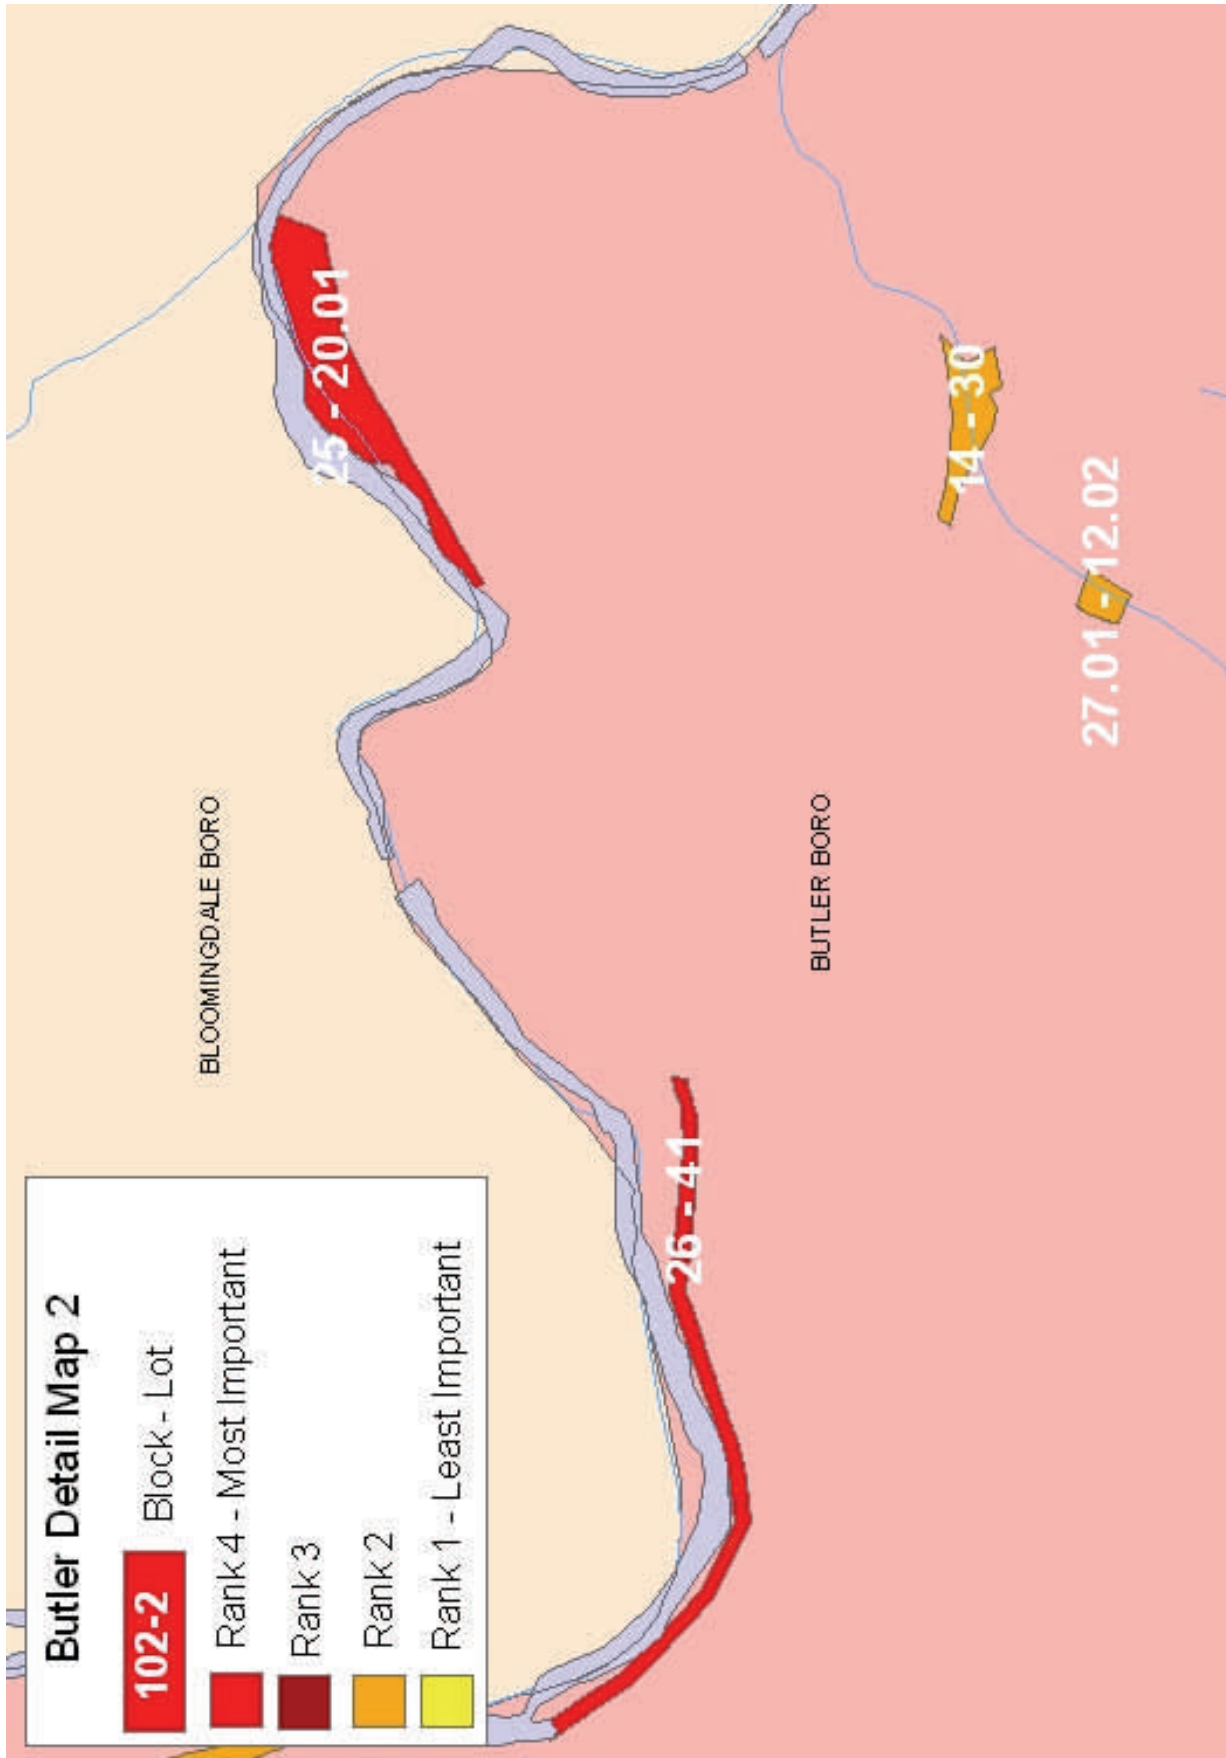 Butler Detail Map 2
102-2 Block - Lot
Rank 4 - Most Important
Rank 3
Rank 2
Rank 1 - Least Important
BLOOMINGDALE BORO
25 - 20.01
26 - 41
BUTLER BORO
14 - 30
27.01 - 12.02